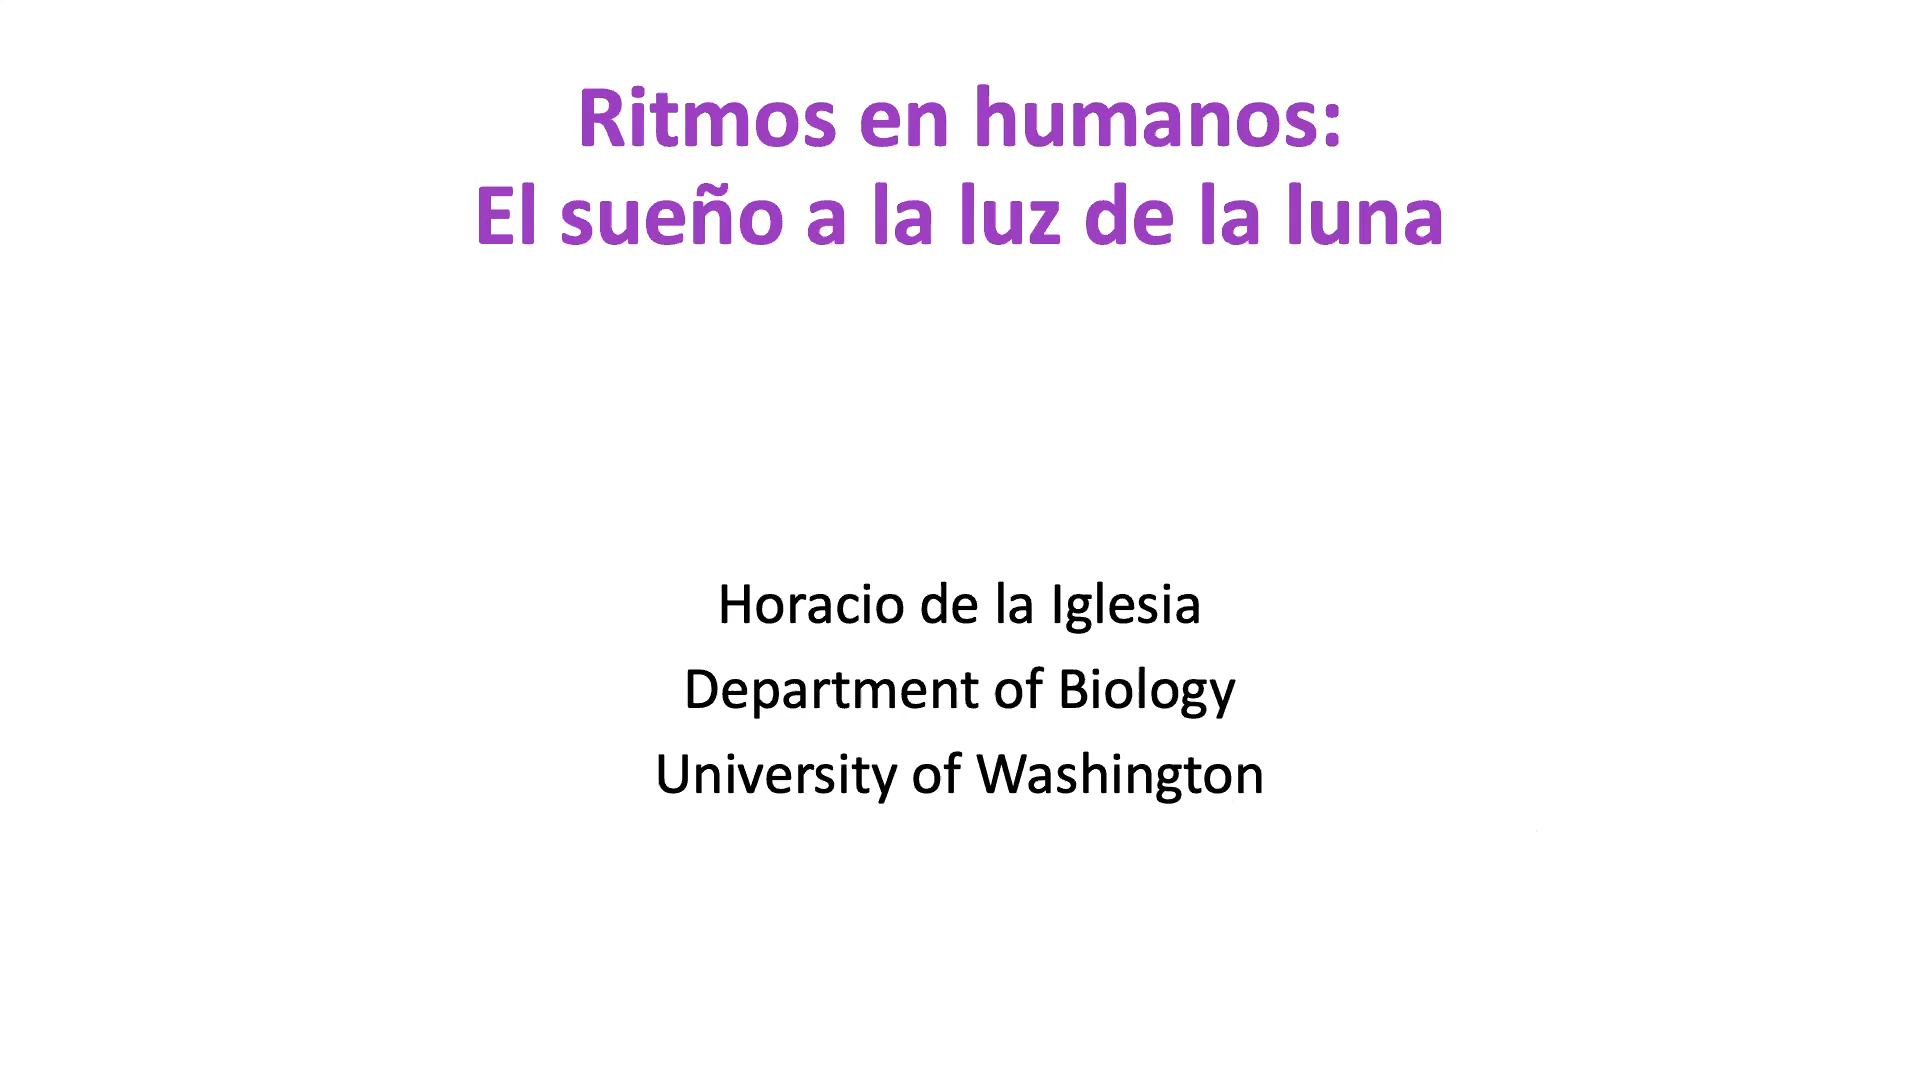 Ritmos en humanos:
El sueño a la luz de la luna
Horacio de la Iglesia
Department of Biology
University of Washington